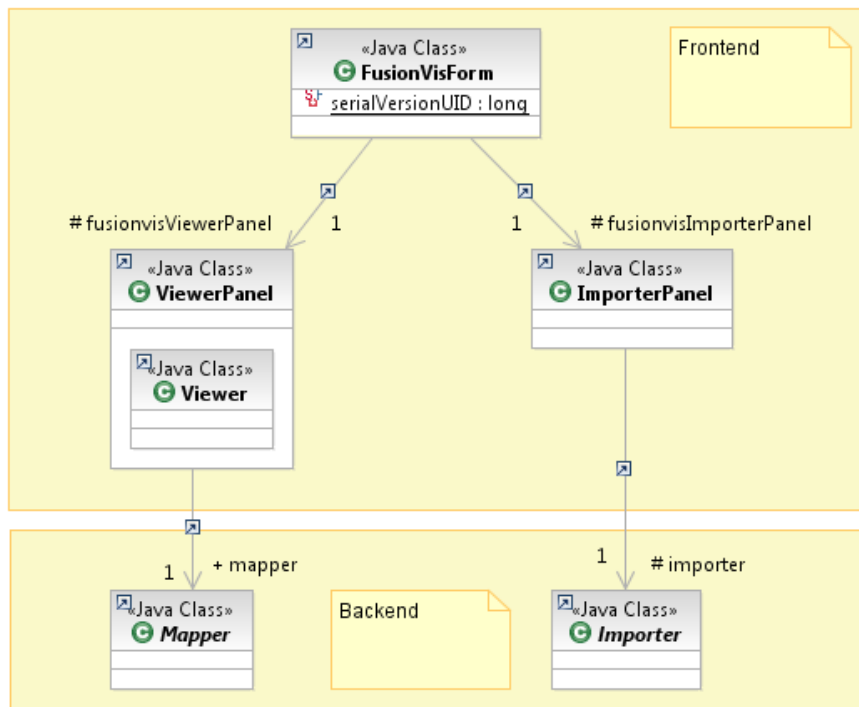 «Java Class»
FusionVisForm
serialVersionUID : long
Frontend
# fusionvisViewerPanel
1
1
# fusionvisImporterPanel
«Java Class»
ViewerPanel
«Java Class»
ImporterPanel
«Java Class»
Viewer
1
+ mapper
1
# importer
«Java Class»
Mapper
Backend
«Java Class»
Importer